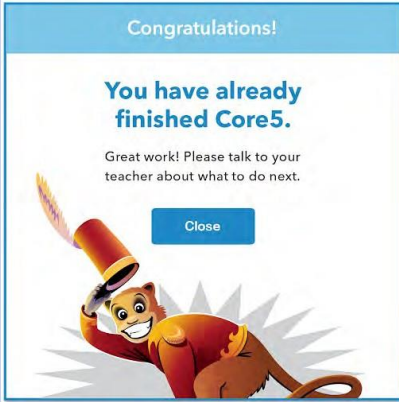 Congratulations!
You have already
finished Core5.
Great work! Please talk to your
teacher about what to do next.
Close